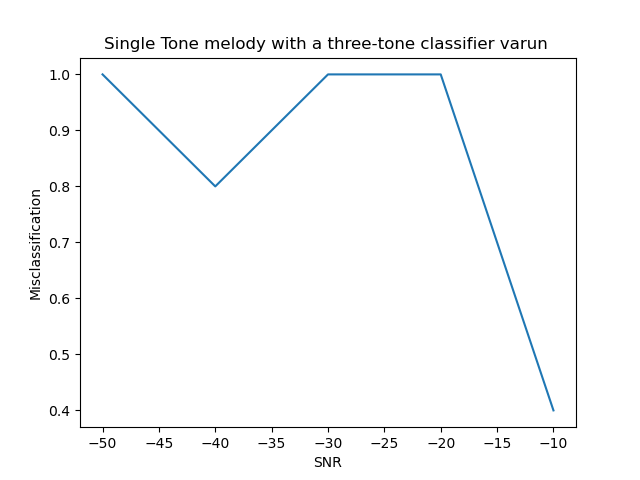 Single Tone melody with a three-tone classifier varun
1.0
0.9
0.8
0.7
0.6
0.5
0.4
Misclassification
−50 −45 −40 −35 −30 −25 −20 −15 −10
SNR